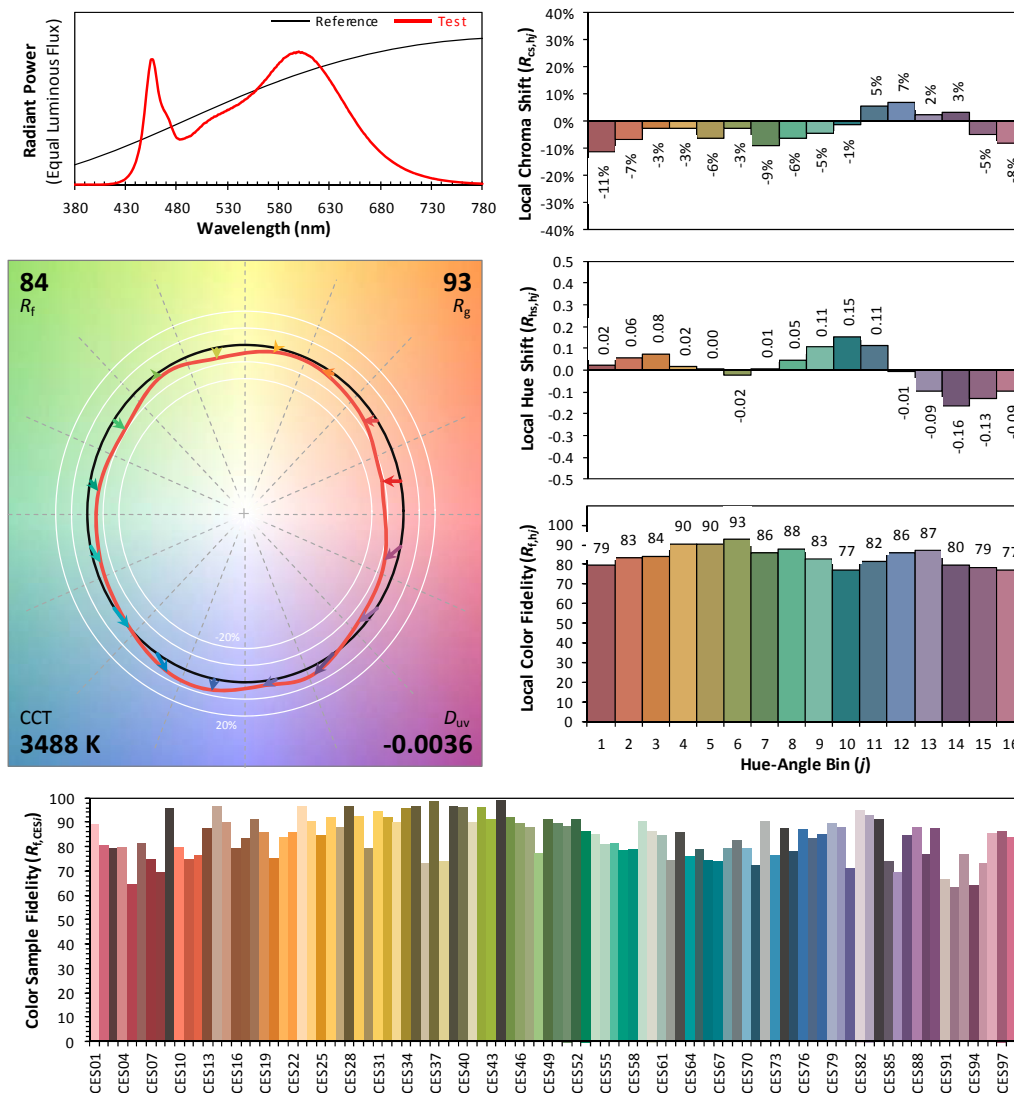 Reference Test
Radiant Power
(Equal Luminous Flux)
380 430 480 530 580 630 680 730 780
Wavelength (nm)
Local Chroma Shift (Rcs,hj)
40%
30%
20%
10%
0%
-10%
-20%
-30%
-40%
-11% -7% -3% -3% -6% -3% -9% -6% -5% -1% 5% 7% 2% 3% -5% -8%
84
Rf
93
Rg
-20%
20%
CCT
3488 K
Duv
-0.0036
Local Hue Shift (Rhs,hj)
0.5
0.4
0.3
0.2
0.1
0.0
-0.1
-0.2
-0.3
-0.4
-0.5
0.02 0.06 0.08 0.02 0.00 -0.02 0.01 0.05 0.11 0.15 0.11 -0.01 -0.09 -0.16 -0.13 -0.09
Local Color Fidelity (Rf,hj)
100
90
80
70
60
50
40
30
20
10
0
79 83 84 90 90 93 86 88 83 77 82 86 87 80 79 77
1 2 3 4 5 6 7 8 9 10 11 12 13 14 15 16
Hue-Angle Bin (j)
Color Sample Fidelity (Rf,CESi)
100
90
80
70
60
50
40
30
20
10
0
CES01 CES04 CES07 CES10 CES13 CES16 CES19 CES22 CES25 CES28 CES31 CES34 CES37 CES40 CES43 CES46 CES49 CES52 CES55 CES58 CES61 CES64 CES67 CES70 CES73 CES76 CES79 CES82 CES85 CES88 CES91 CES94 CES97